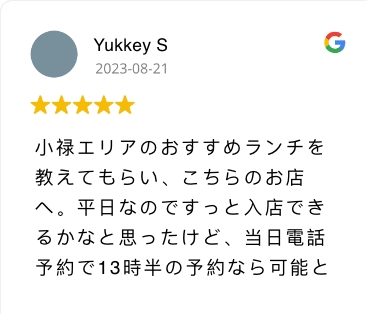 Yukkey S
2023-08-21
小禄エリアのおすすめランチを
教えてもらい、こちらのお店
へ。平日なのですっと入店でき
るかなと思ったけど、当日電話
予約で13時半の予約なら可能と